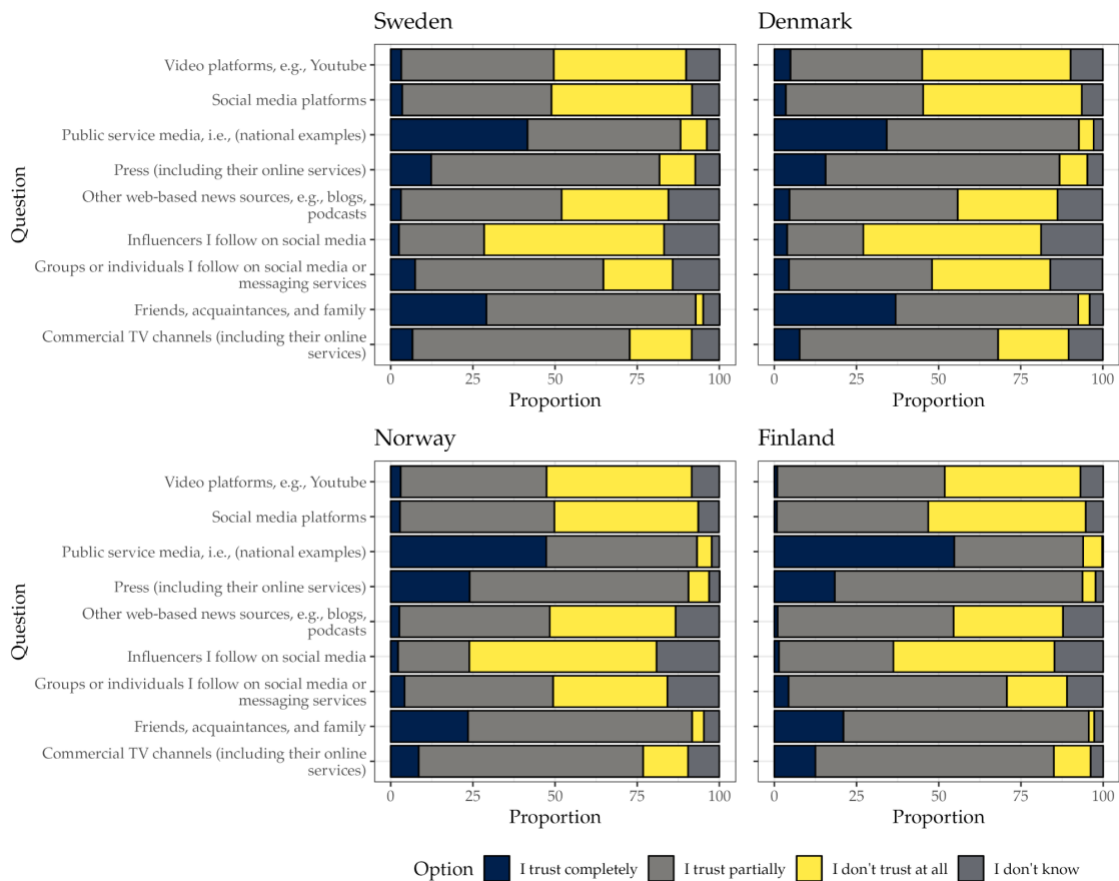 Sweden
Denmark
Video platforms, e.g., Youtube
Social media platforms
Public service media, i.e., (national examples)
Press (including their online services)
Other web-based news sources, e.g., blogs,
podcasts
Influencers I follow on social media
Groups or individuals I follow on social media or
messaging services
Friends, acquaintances, and family
Commercial TV channels (including their online
services)
Question
0 25 50 75 100
0 25 50 75 100
Proportion
Proportion
Norway
Finland
Video platforms, e.g., Youtube
Social media platforms
Public service media, i.e., (national examples)
Press (including their online services)
Other web-based news sources, e.g., blogs,
podcasts
Influencers I follow on social media
Groups or individuals I follow on social media or
messaging services
Friends, acquaintances, and family
Commercial TV channels (including their online
services)
Question
0 25 50 75 100
0 25 50 75 100
Proportion
Proportion
Option I trust completely I trust partially I don't trust at all I don't know